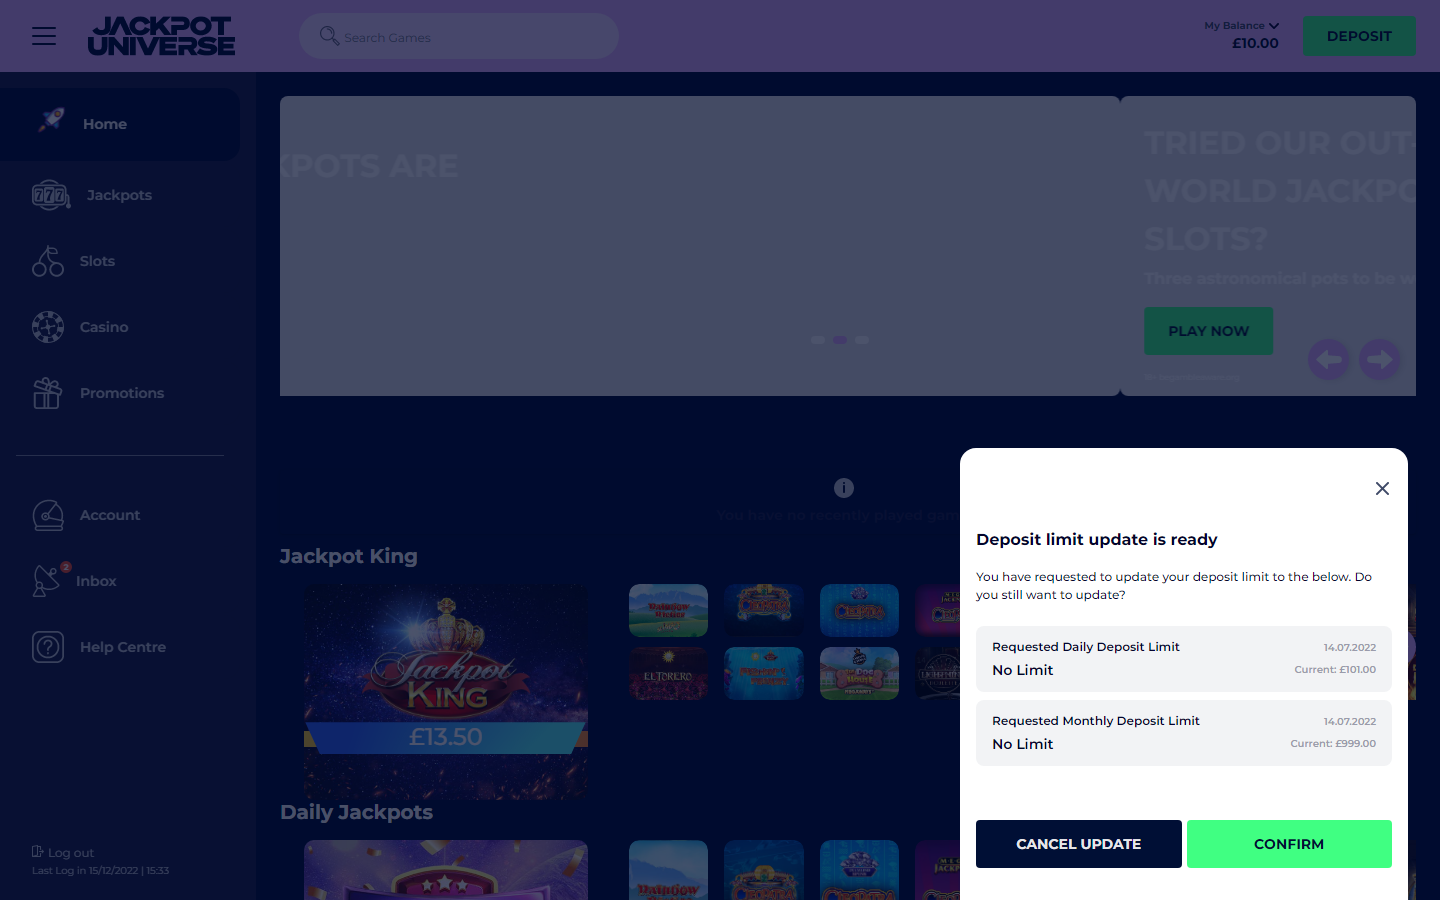 JACKPOT
UNIVERSE
Search Games
My Balance
£10.00
DEPOSIT
Home
Jackpots
Slots
Casino
Promotions
Account
2
Inbox
Help Centre
Log out
Last Log in 15/12/2022 | 15:33
KPOTS ARE
TRIED OUR OUT-
WORLD JACKPO
SLOTS?
Three astronomical pots to be w
PLAY NOW
You have no recently played gam
Jackpot King
Jackpot
KING
£13.50
EL TORERO
Daily Jackpots
Deposit limit update is ready
You have requested to update your deposit limit to the below. Do
you still want to update?
Requested Daily Deposit Limit
14.07.2022
No Limit
Current: £101.00
Requested Monthly Deposit Limit
14.07.2022
No Limit
Current: £999.00
CANCEL UPDATE
CONFIRM